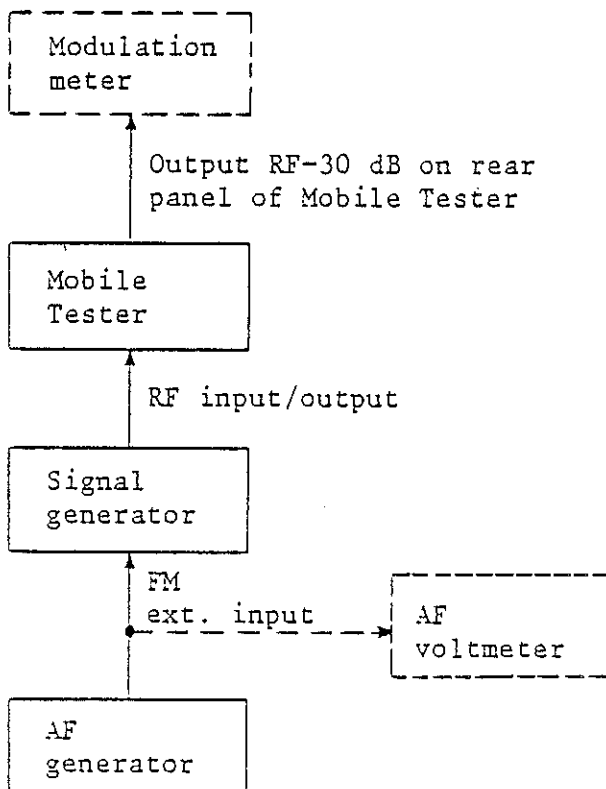 Modulation
meter
Output RF-30 dB on rear
panel of Mobile Tester
Mobile
Tester
RF input/output
Signal
generator
FM
ext. input
AF
voltmeter
AF
generator